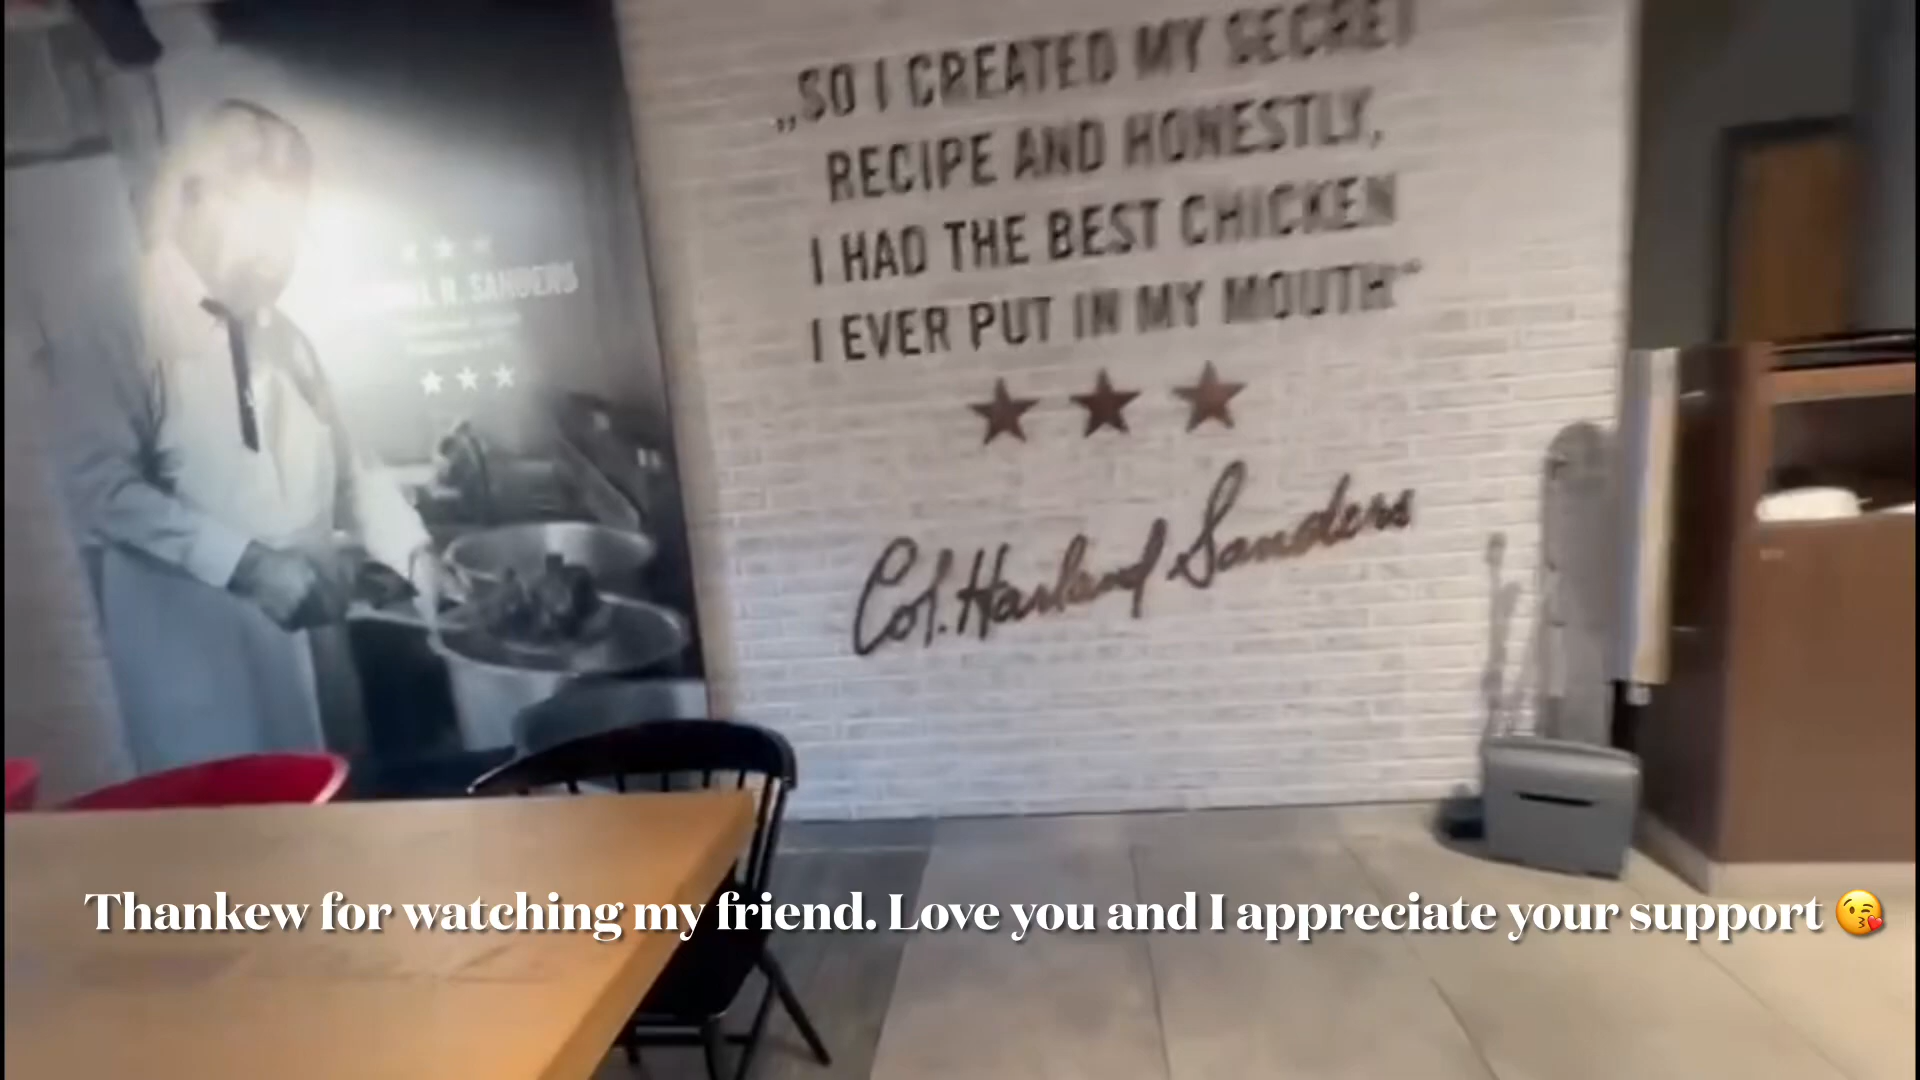 „SO I CREATED MY SECRET
RECIPE AND HONESTLY,
I HAD THE BEST CHICKEN
I EVER PUT IN MY MOUTH"
Col. Harland Sanders
R. SANDERS
Thankew for watching my friend. Love you and I appreciate your support 😘